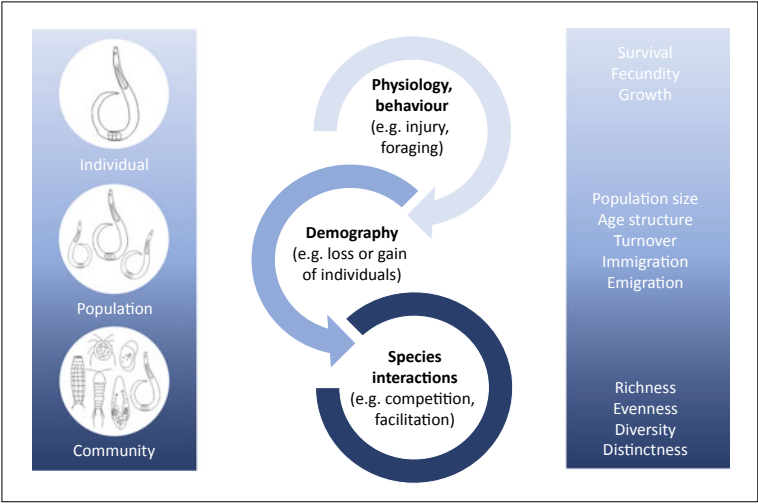 Individual
Population
Community
Physiology,
behaviour
(e.g. injury,
foraging)
Demography
(e.g. loss or gain
of individuals)
Species
interactions
(e.g. competition,
facilitation)
Survival
Fecundity
Growth
Population size
Age structure
Turnover
Immigration
Emigration
Richness
Evenness
Diversity
Distinctness